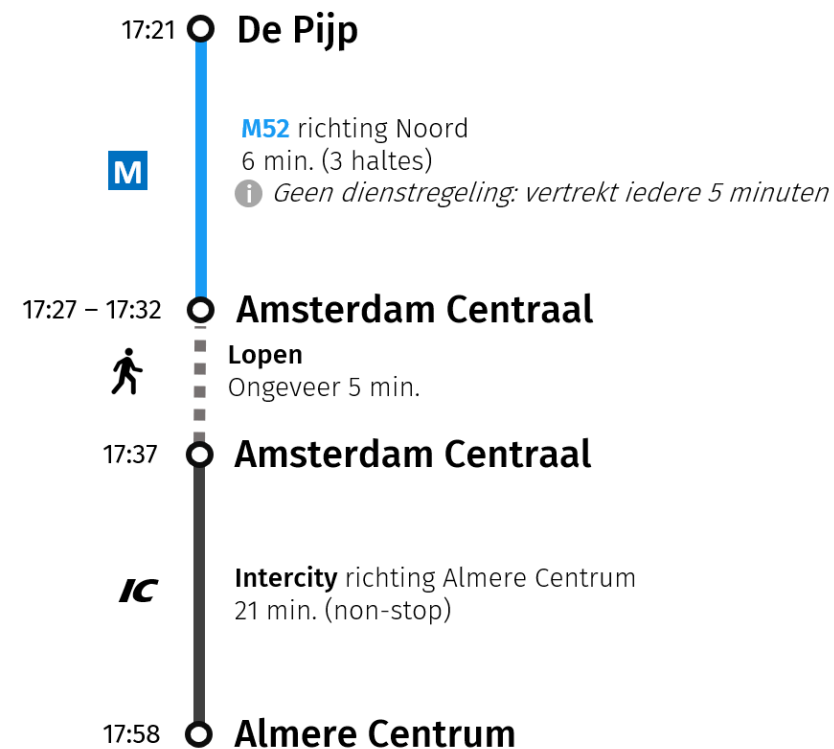 17:21 De Pijp
M52 richting Noord
M
6 min. (3 haltes)
i Geen dienstregeling: vertrekt iedere 5 minuten
17:27 – 17:32 Amsterdam Centraal
Lopen
Ongeveer 5 min.
17:37 Amsterdam Centraal
Intercity richting Almere Centrum
IC
21 min. (non-stop)
17:58 Almere Centrum